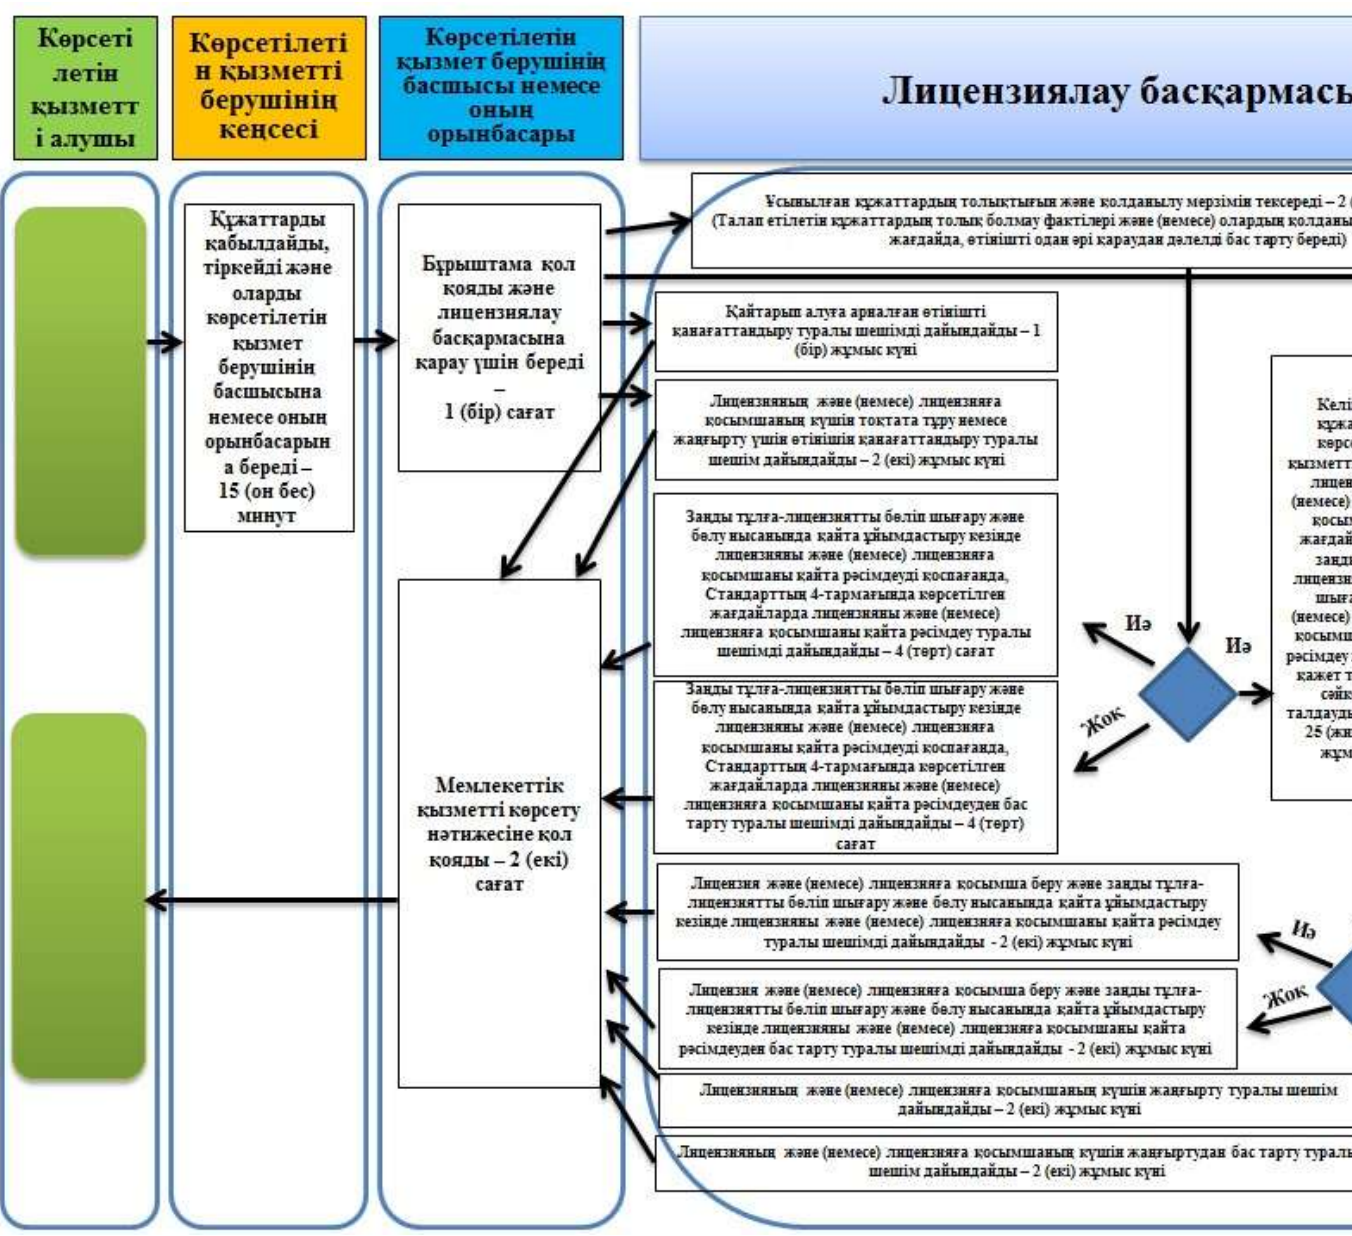 Көрсеті
летін
қызметт
і алушы
Көрсетілеті
н қызметті
берушінің
кеңсесі
Көрсетілетін
қызмет берушінің
басшысы немесе
оның
орынбасары
Лицензиялау басқармасы
Құжаттарды
қабылдайды,
тіркейді және
оларды
көрсетілетін
қызмет
берушінің
басшысына
немесе оның
орынбасарын
а береді –
15 (он бес)
минут
Бұрыштама қол
қояды және
лицензиялау
басқармасына
қарау үшін береді
–
1 (бір) сағат
Мемлекеттік
қызметті көрсету
нәтижесіне қол
қояды – 2 (екі)
сағат
Ұсынылған құжаттардың толықтығын және қолданылу мерзімін тексереді – 2 (
(Талап етілетін құжаттардың толық болмау фактілері және (немесе) олардың
жағдайда, өтінішті одан әрі қараудан дәлелді бас тарту береді)
Қайтарып алуға арналған өтінішті
қанағаттандыру туралы шешімді дайындайды – 1
(бір) жұмыс күні
Лицензияның және (немесе) лицензияға
қосымшаның күшін тоқтата тұру немесе
жаңғырту үшін өтінішін қанағаттандыру туралы
шешім дайындайды – 2 (екі) жұмыс күні
Заңды тұлға-лицензиятты бөліп шығару және
бөлу нысанында қайта ұйымдастыру кезінде
лицензияны және (немесе) лицензияға
қосымшаны қайта рәсімдеуді қоспағанда,
Стандарттың 4-тармағында көрсетілген
жағдайларда лицензияны және (немесе)
лицензияға қосымшаны қайта рәсімдеу туралы
шешімді дайындайды – 4 (төрт) сағат
Заңды тұлға-лицензиятты бөліп шығару және
бөлу нысанында қайта ұйымдастыру кезінде
лицензияны және (немесе) лицензияға
қосымшаны қайта рәсімдеуді қоспағанда,
Стандарттың 4-тармағында көрсетілген
жағдайларда лицензияны және (немесе)
лицензияға қосымшаны қайта рәсімдеуден бас
тарту туралы шешімді дайындайды – 4 (төрт)
сағат
Иә
Иә
Жоқ
Лицензия және (немесе) лицензияға қосымша беру және заңды тұлға-
лицензиятты бөліп шығару және бөлу нысанында қайта ұйымдастыру
кезінде лицензияны және (немесе) лицензияға қосымшаны қайта рәсімдеу
туралы шешімді дайындайды - 2 (екі) жұмыс күні
Лицензия және (немесе) лицензияға қосымша беру және заңды тұлға-
лицензиятты бөліп шығару және бөлу нысанында қайта ұйымдастыру
кезінде лицензияны және (немесе) лицензияға қосымшаны қайта
рәсімдеуден бас тарту туралы шешімді дайындайды - 2 (екі) жұмыс күні
Иә
Жоқ
Лицензияның және (немесе) лицензияға қосымшаның күшін жаңғырту туралы шешім
дайындайды – 2 (екі) жұмыс күні
Лицензияның және (немесе) лицензияға қосымшаның күшін жаңғыртудан бас тарту туралы
шешім дайындайды – 2 (екі) жұмыс күні
(немесе)
(немесе)
қажет
25